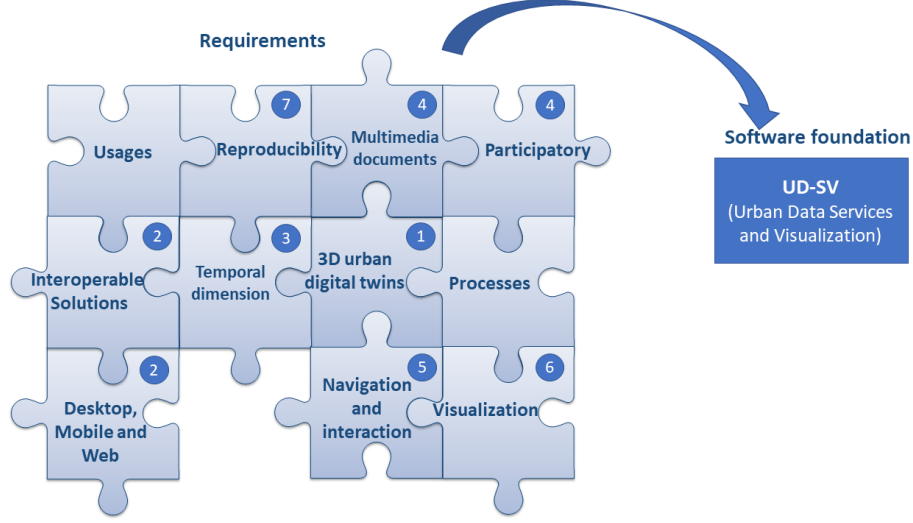 Requirements
7
4
4
Usages
Reproducibility
Multimedia
documents
Participatory
Software foundation
UD-SV
(Urban Data Services
and Visualization)
2
3
1
Interoperable
Solutions
Temporal
dimension
3D urban
digital twins
Processes
2
5
6
Desktop,
Mobile and
Web
Navigation
and
interaction
Visualization